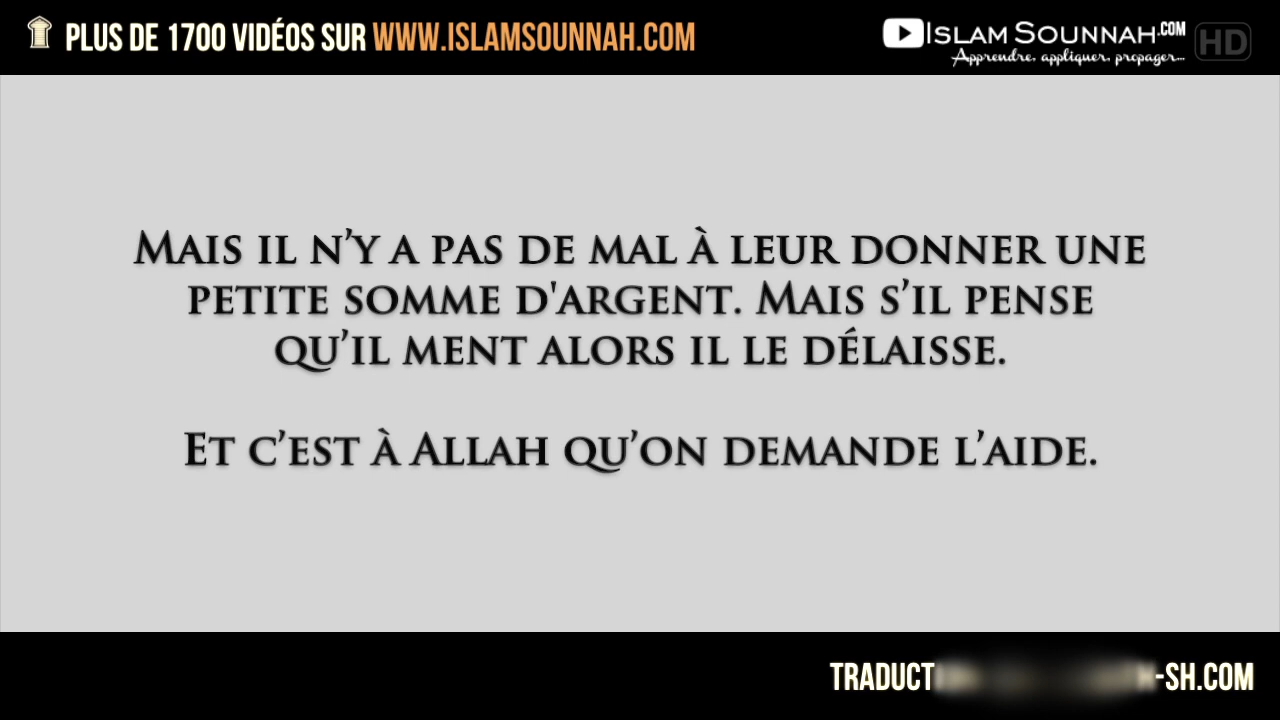 PLUS DE 1700 VIDÉOS SUR WWW.ISLAMSOUNNAH.COM
ISLAM SOUNNAH.COM
Apprendre, appliquer, propager...
HD
MAIS IL N’Y A PAS DE MAL À LEUR DONNER UNE
PETITE SOMME D'ARGENT. MAIS S’IL PENSE
QU’IL MENT ALORS IL LE DÉLAISSE.
ET C’EST À ALLAH QU’ON DEMANDE L’AIDE.
-SH.COM